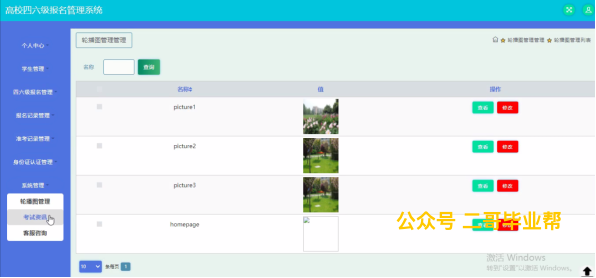 高校四六级报名管理系统
个人中心
学生管理
四六级报名管理
报名记录管理
准考记录管理
身份证认证管理
系统管理
轮播图管理
考试资讯
客服咨询
轮播图管理管理
轮播图管理管理 轮播图管理列表
名称 查询
名称 值 操作
picture1 查看 修改
picture2 查看 修改
picture3 查看 修改
homepage 查看 修改
公众号 二哥毕业帮
10 条每页 1
激活 Windows
转到"设置"以激活 Windows。